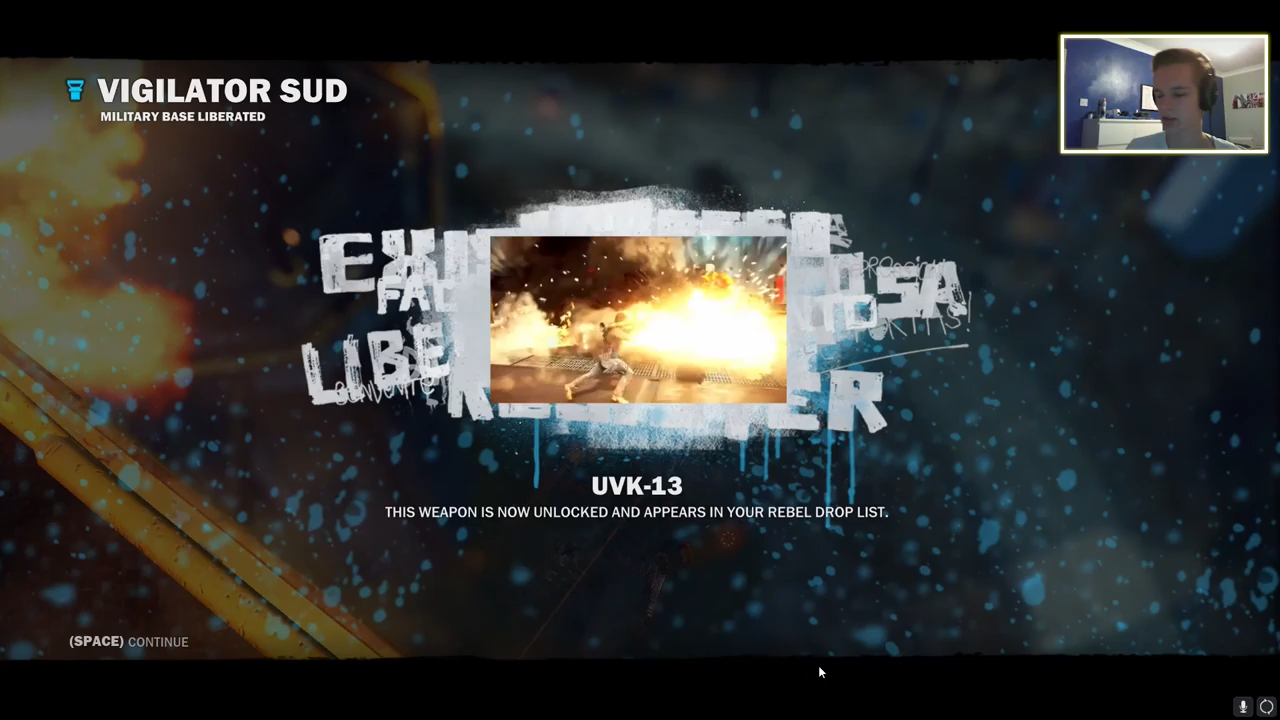 VIGILATOR SUD
MILITARY BASE LIBERATED
UVK-13
THIS WEAPON IS NOW UNLOCKED AND APPEARS IN YOUR REBEL DROP LIST.
(SPACE) CONTINUE